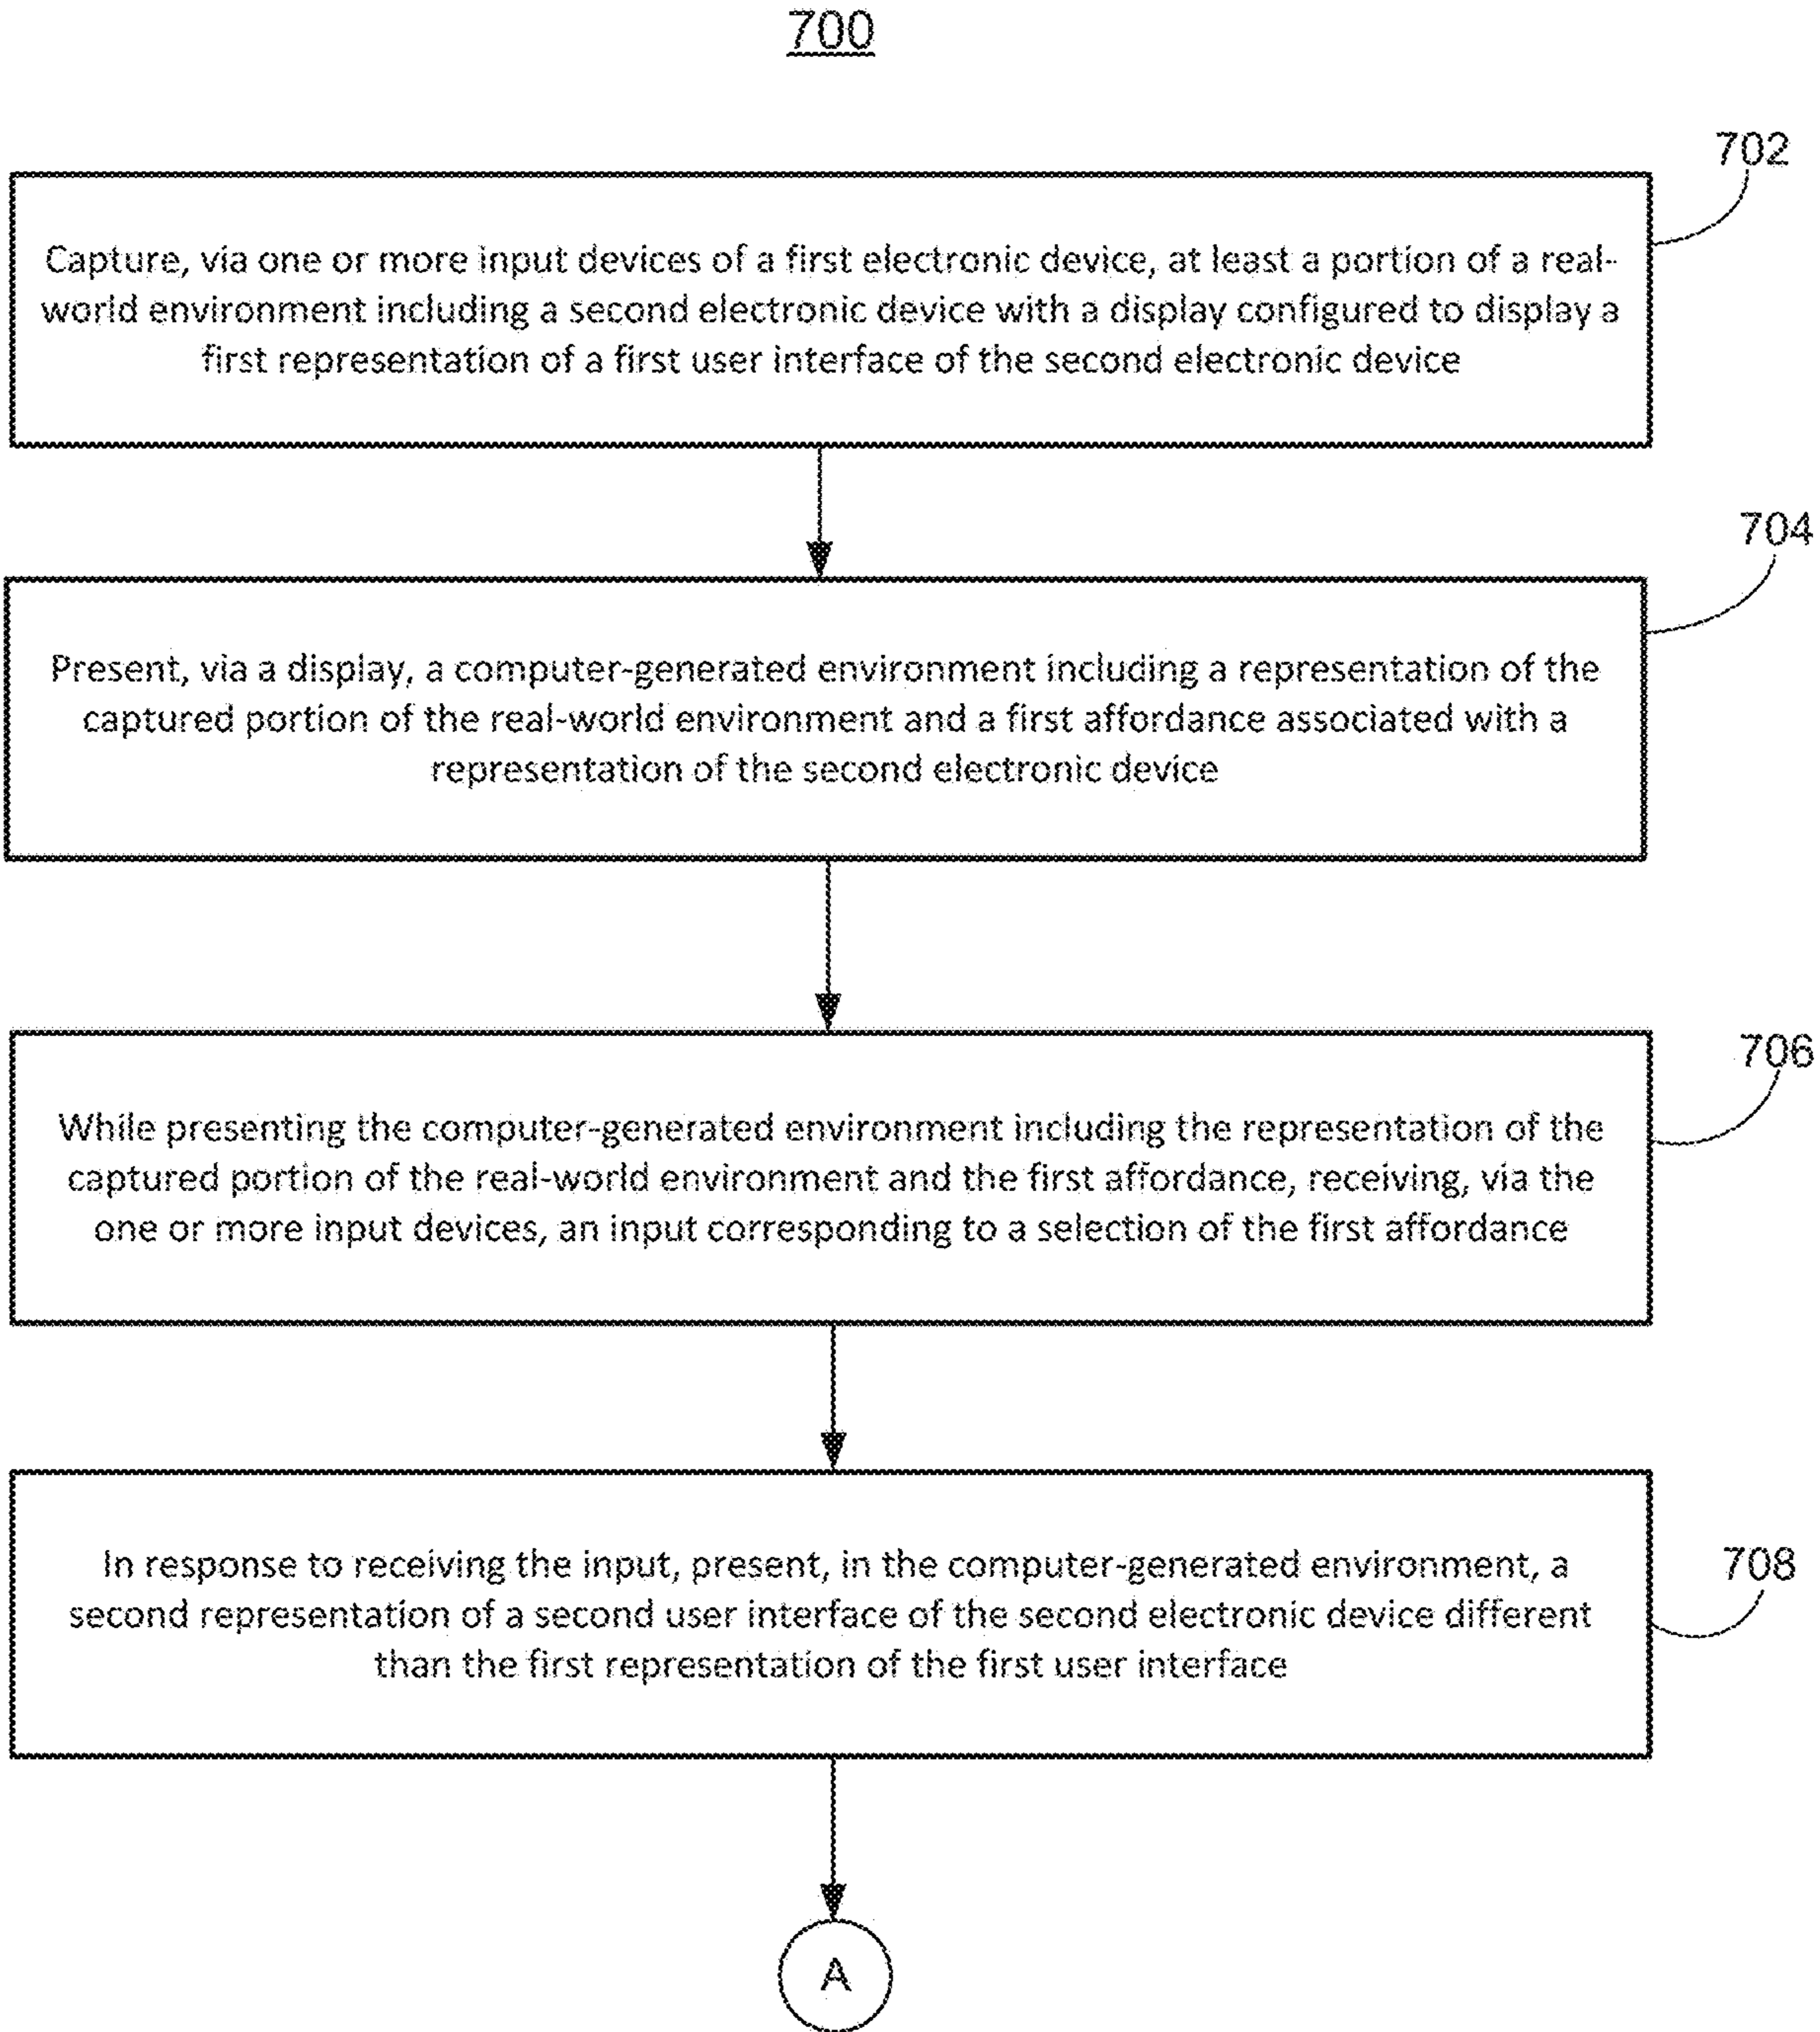 700
702
Capture, via one or more input devices of a first electronic device, at least a portion of a real-
world environment including a second electronic device with a display configured to display a
first representation of a first user interface of the second electronic device
704
Present, via a display, a computer-generated environment including a representation of the
captured portion of the real-world environment and a first affordance associated with a
representation of the second electronic device
706
While presenting the computer-generated environment including the representation of the
captured portion of the real-world environment and the first affordance, receiving, via the
one or more input devices, an input corresponding to a selection of the first affordance
708
In response to receiving the input, present, in the computer-generated environment, a
second representation of a second user interface of the second electronic device different
than the first representation of the first user interface
A